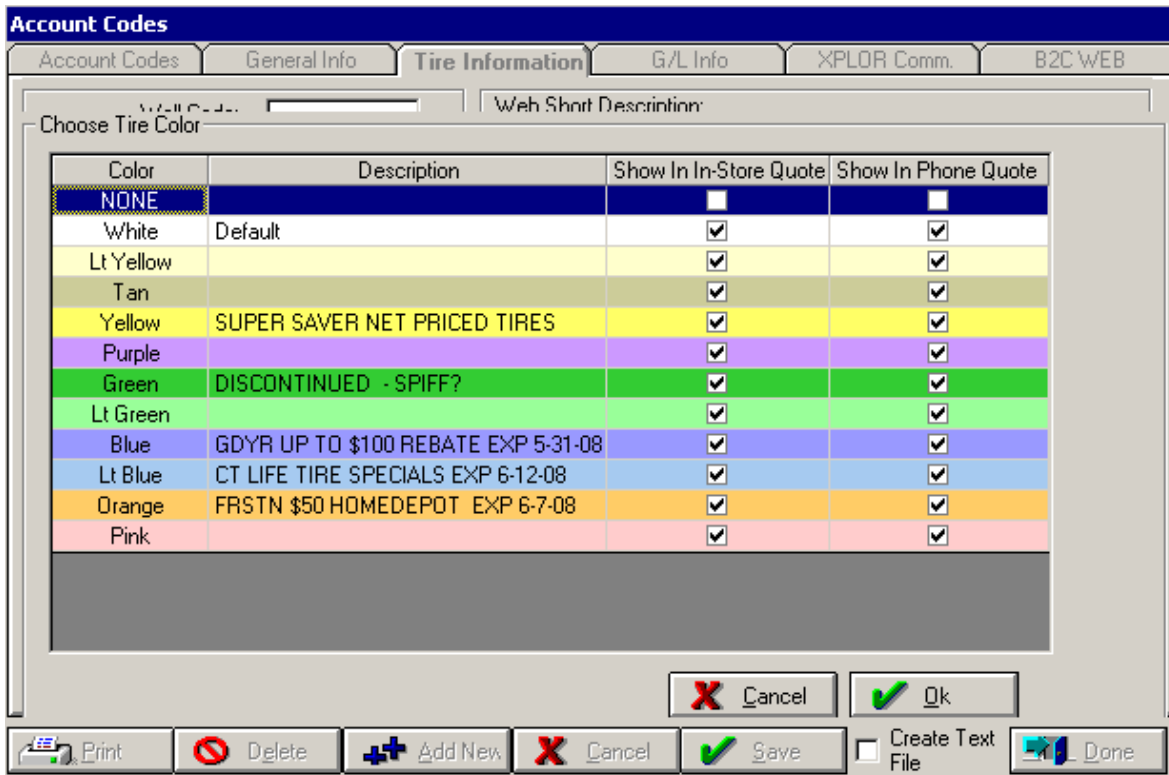 Account Codes
Account Codes General Info Tire Information G/L Info XPLOR Comm. B2C WEB
Web Short Description:
Choose Tire Color
Color Description Show In In-Store Quote Show In Phone Quote
NONE
White Default
Lt Yellow
Tan
Yellow SUPER SAVER NET PRICED TIRES
Purple
Green DISCONTINUED - SPIFF?
Lt Green
Blue GDYR UP TO $100 REBATE EXP 5-31-08
Lt Blue CT LIFE TIRE SPECIALS EXP 6-12-08
Orange FRSTN $50 HOMEDEPOT EXP 6-7-08
Pink
Cancel Ok
Print Delete Add New Cancel Save Create Text File Done